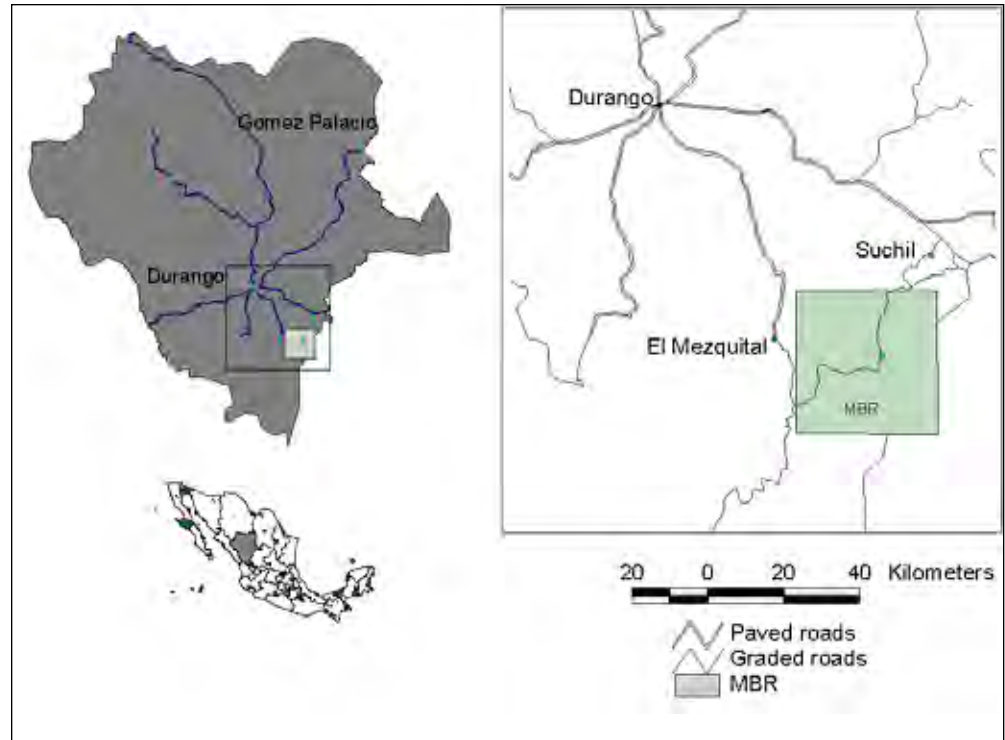 Gomez Palacio
Durango
Durango
Suchil
El Mezquital
MBR
20 0 20 40 Kilometers
Paved roads
Graded roads
MBR